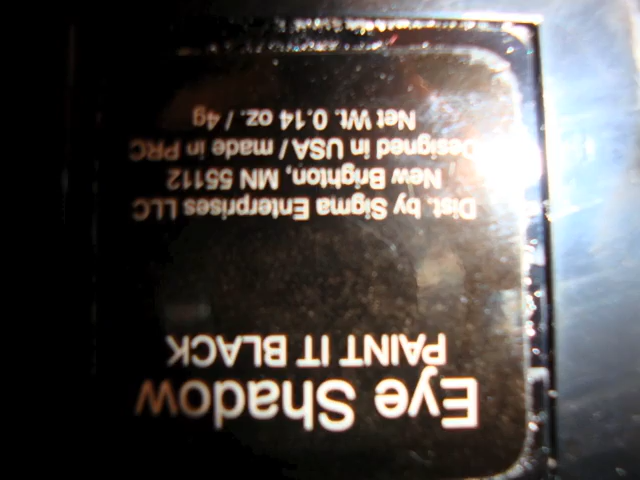 Eye Shadow
PAINT IT BLACK
Dist. by Sigma Enterprises LLC
New Brighton, MN 55112
Designed in USA / made in PRC
Net Wt. 0.14 oz. / 4g